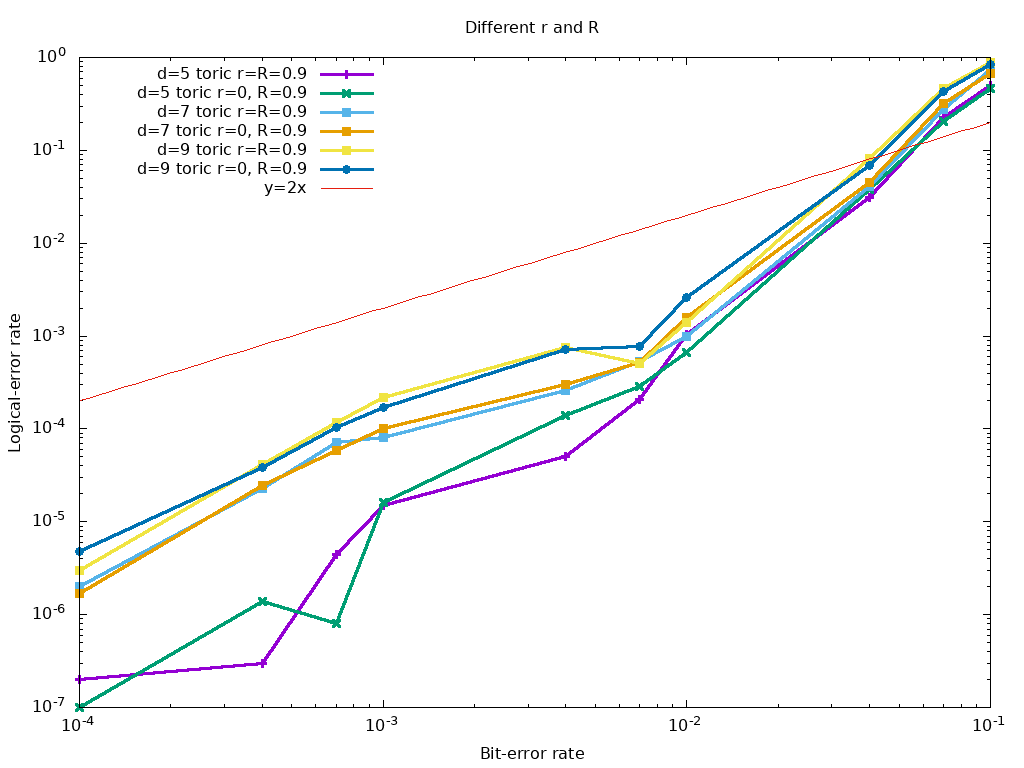 Different r and R
d=5 toric r=R=0.9
d=5 toric r=0, R=0.9
d=7 toric r=R=0.9
d=7 toric r=0, R=0.9
d=9 toric r=R=0.9
d=9 toric r=0, R=0.9
y=2x
10^0
10^-1
10^-2
10^-3
10^-4
10^-5
10^-6
10^-7
Logical-error rate
10^-4 10^-3 10^-2 10^-1
Bit-error rate